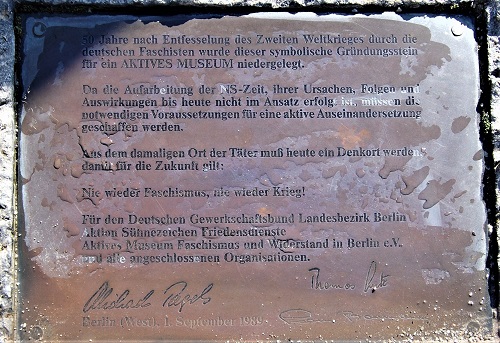 50 Jahre nach Entfesselung des Zweiten Weltkrieges durch die
deutschen Faschisten wurde dieser symbolische Gründungsstein
für ein AKTIVES MUSEUM niedergelegt.
Da die Aufarbeitung der NS-Zeit, ihrer Ursachen, Folgen und
Auswirkungen bis heute nicht im Ansatz erfolgt ist, müssen die
notwendigen Voraussetzungen für eine aktive Auseinandersetzung
geschaffen werden.
Aus dem damaligen Ort der Täter muß heute ein Denkort werden,
damit für die Zukunft gilt:
Nie wieder Faschismus, nie wieder Krieg!
Für den Deutschen Gewerkschaftsbund Landesbezirk Berlin
Aktion Sühnezeichen Friedensdienste
Aktives Museum Faschismus und Widerstand in Berlin e.V.
und alle angeschlossenen Organisationen.
Thomas
Michael Pagels
Berlin (West), 1. September 1989